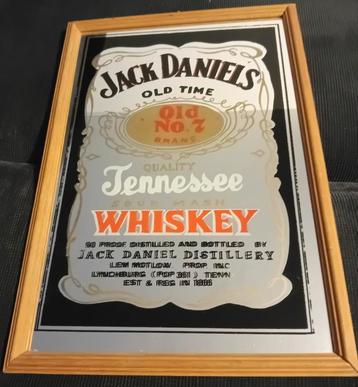 JACK DANIEL'S
OLD TIME
Old
No. 7
BRAND
QUALITY
Tennessee
SOUR MASH
WHISKEY
90 PROOF DISTILLED AND BOTTLED BY
JACK DANIEL DISTILLERY
LEM MOTLOW PROP INC
LYNCHBURG (POP 361) TENN
EST & REG IN 1866